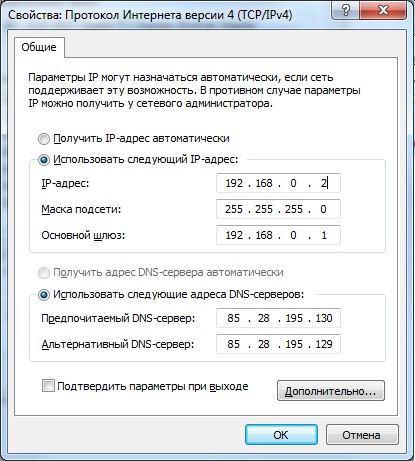 Свойства: Протокол Интернета версии 4 (TCP/IPv4)
Общие
Параметры IP могут назначаться автоматически, если сеть
поддерживает эту возможность. В противном случае параметры
IP можно получить у сетевого администратора.
Получить IP-адрес автоматически
Использовать следующий IP-адрес:
IP-адрес: 192 . 168 . 0 . 2
Маска подсети: 255 . 255 . 255 . 0
Основной шлюз: 192 . 168 . 0 . 1
Получить адрес DNS-сервера автоматически
Использовать следующие адреса DNS-серверов:
Предпочитаемый DNS-сервер: 85 . 28 . 195 . 130
Альтернативный DNS-сервер: 85 . 28 . 195 . 129
Подтвердить параметры при выходе
Дополнительно...
ОК
Отмена